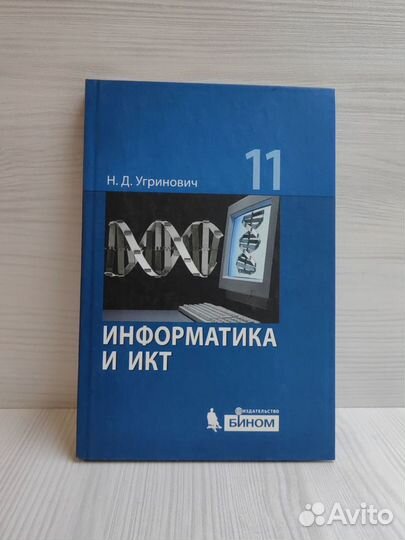 11
Н. Д. Угринович
ИНФОРМАТИКА
И ИКТ
ИЗДАТЕЛЬСТВО
БИНОМ
Avito